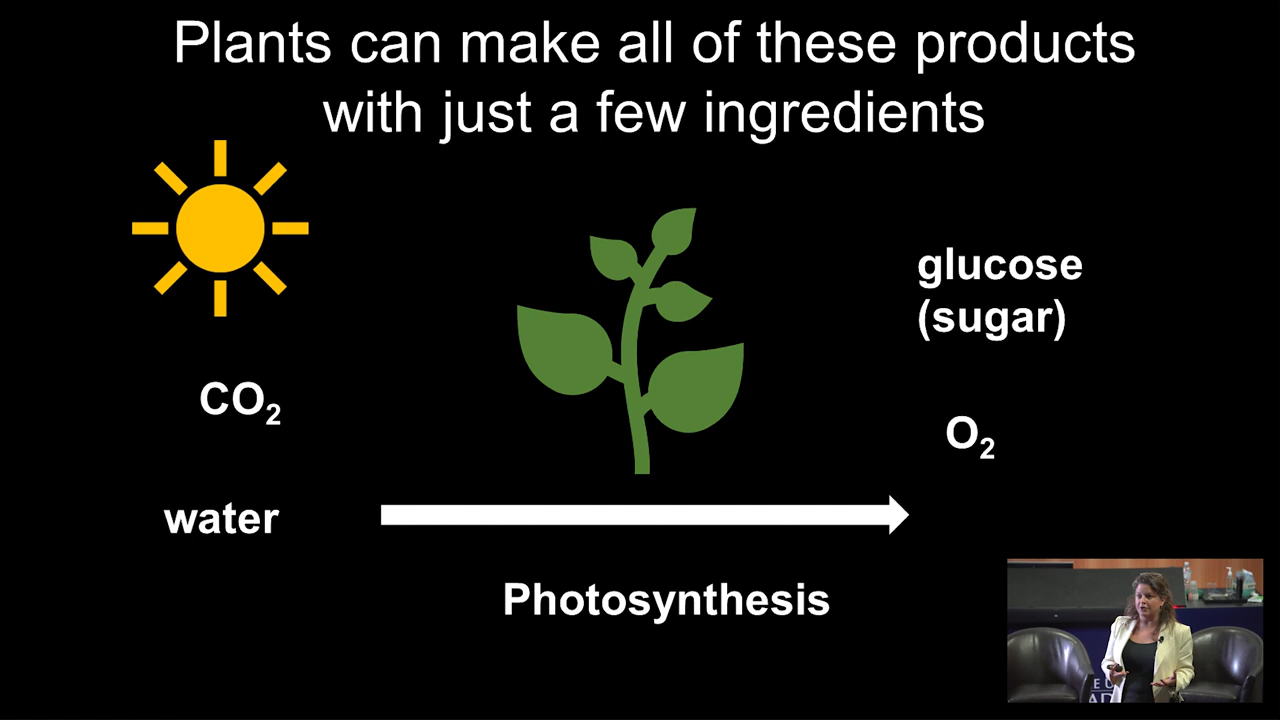 Plants can make all of these products
with just a few ingredients
glucose
(sugar)
CO₂
O₂
water
Photosynthesis